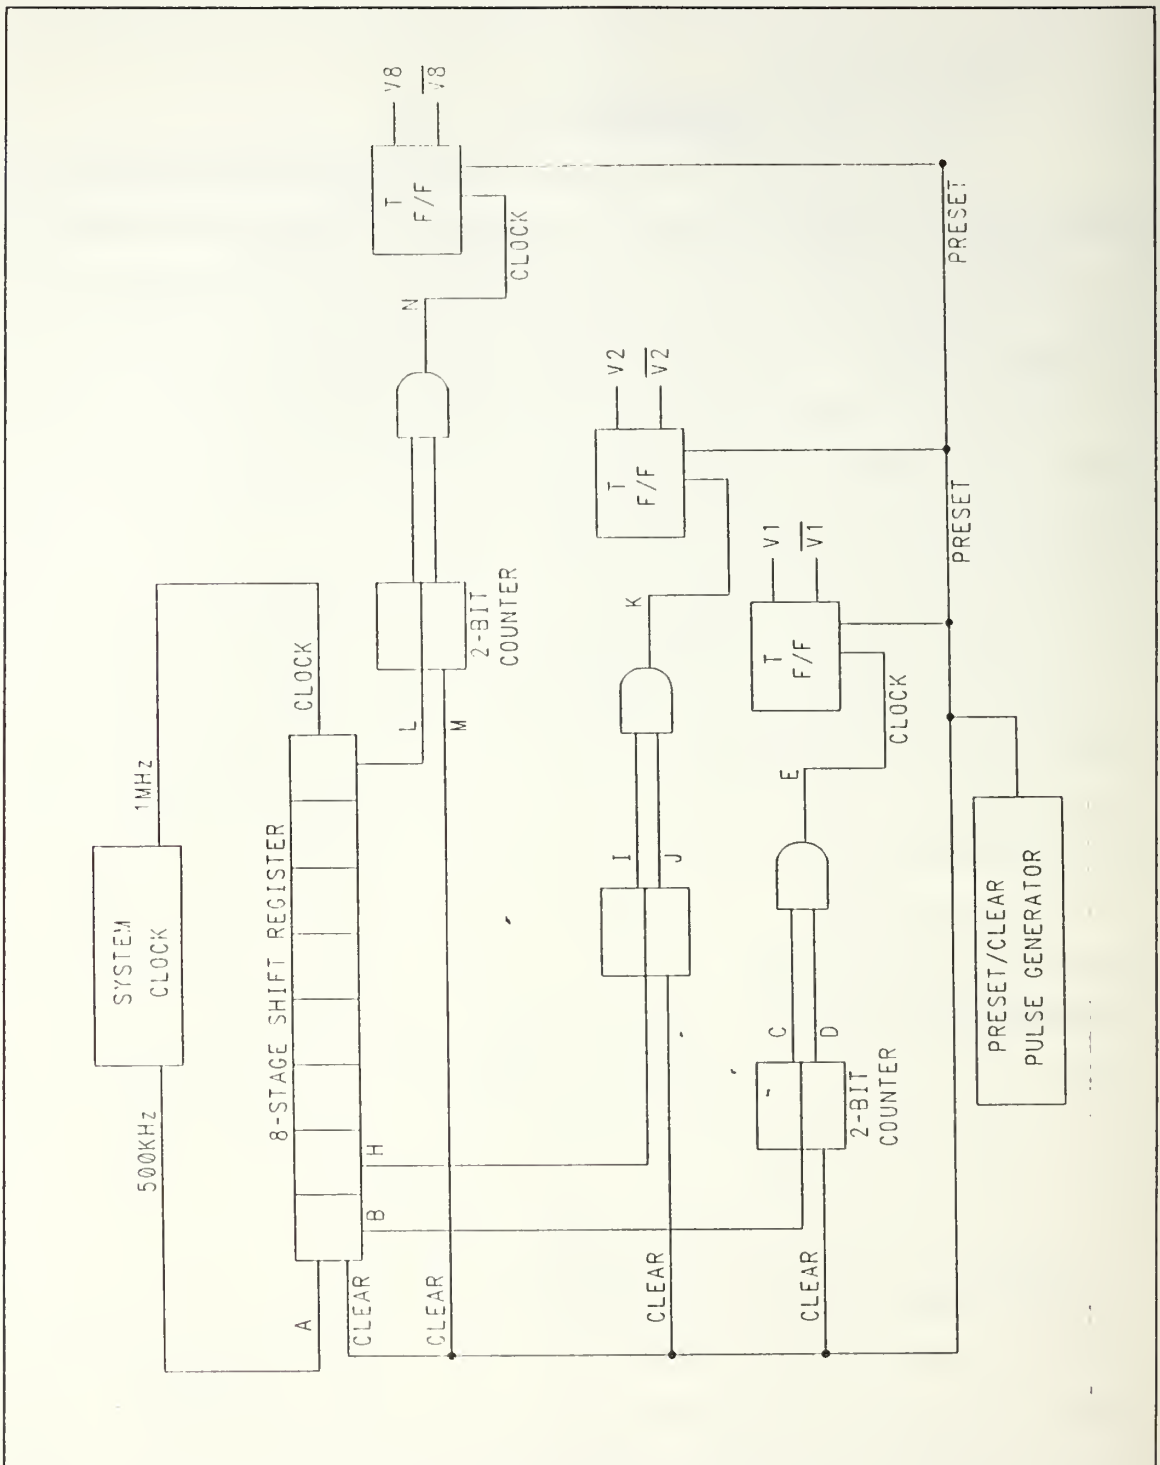 SYSTEM
CLOCK
500KHz
1MHz
8-STAGE SHIFT REGISTER
A
CLEAR
B
H
CLOCK
CLEAR
L
M
2-BIT
COUNTER
N
CLOCK
T
F/F
V8
V8
CLEAR
I
J
K
T
F/F
V2
V2
CLEAR
2-BIT
COUNTER
C
D
E
CLOCK
T
F/F
V1
V1
PRESET
PRESET
PRESET/CLEAR
PULSE GENERATOR